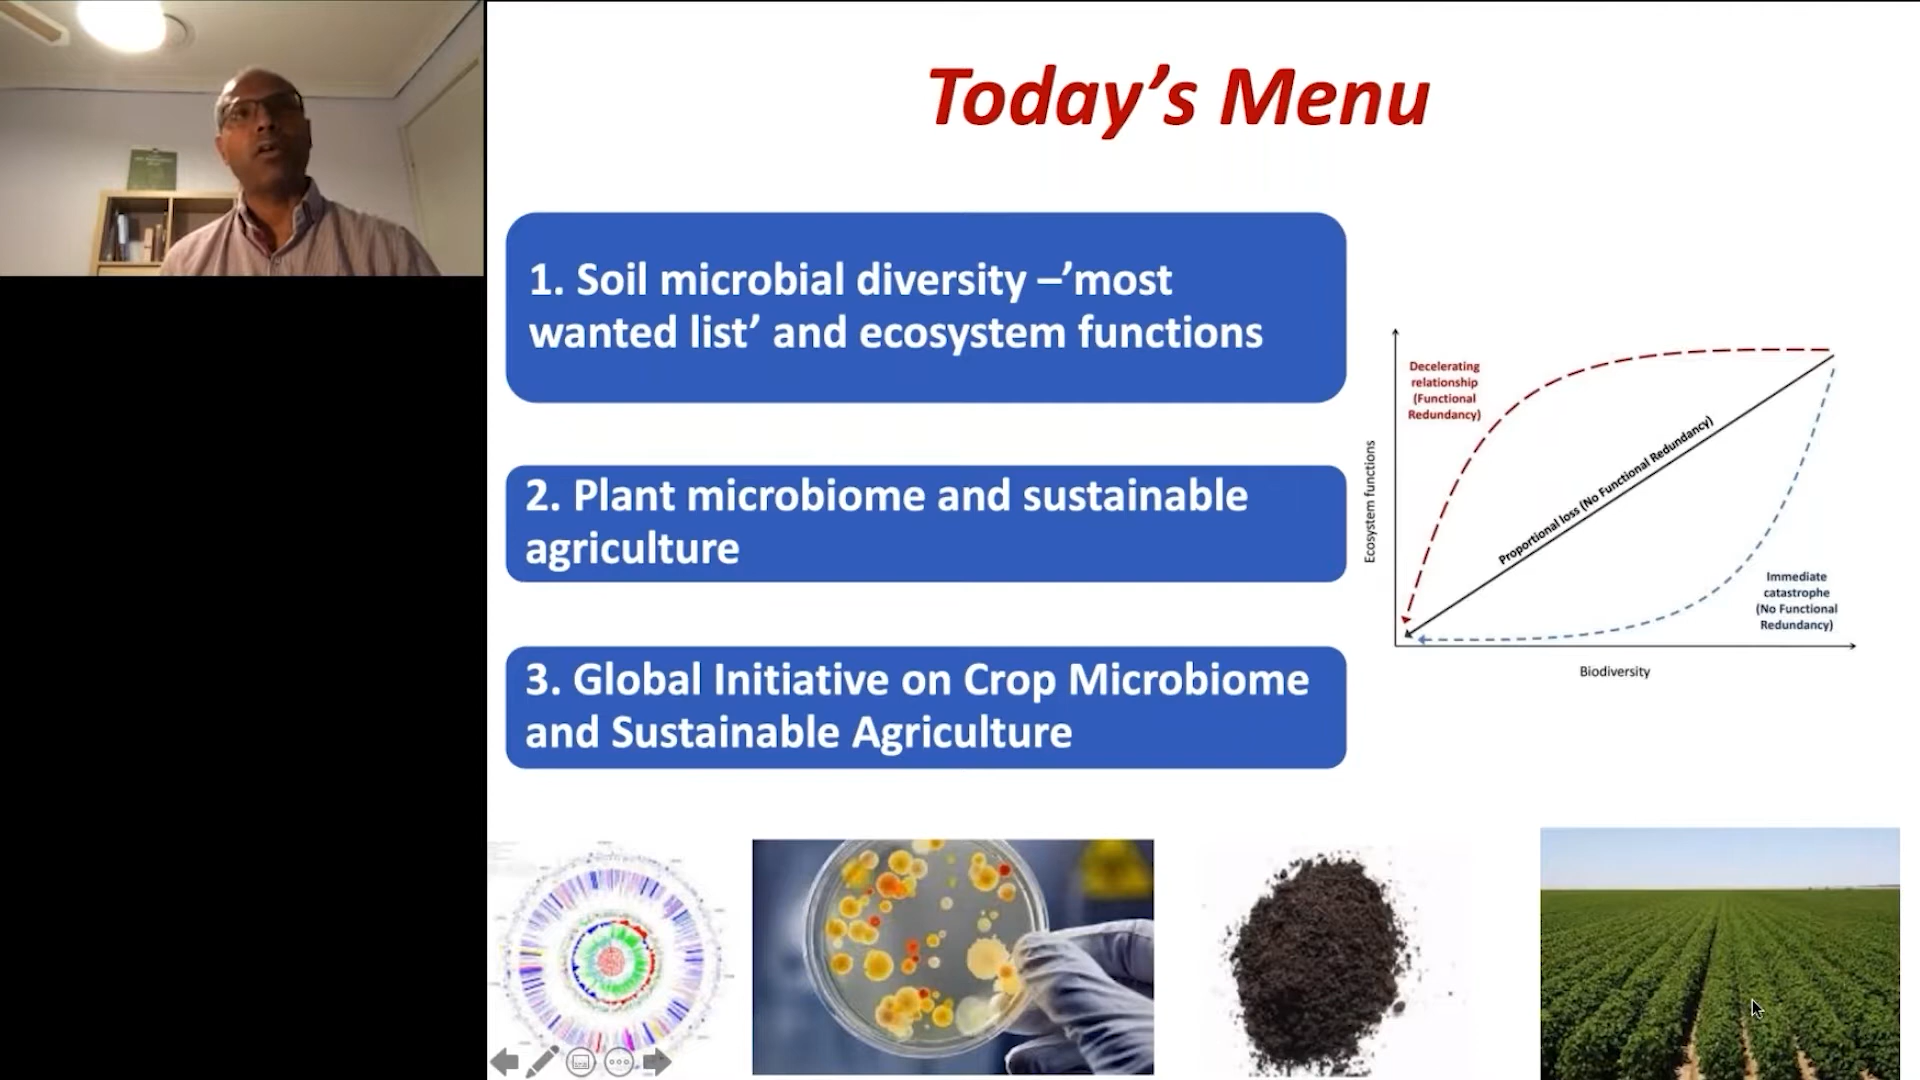 Today’s Menu
1. Soil microbial diversity –’most
wanted list’ and ecosystem functions
2. Plant microbiome and sustainable
agriculture
3. Global Initiative on Crop Microbiome
and Sustainable Agriculture
Decelerating
relationship
(Functional
Redundancy)
Proportional loss (No Functional Redundancy)
Immediate
catastrophe
(No Functional
Redundancy)
Ecosystem functions
Biodiversity